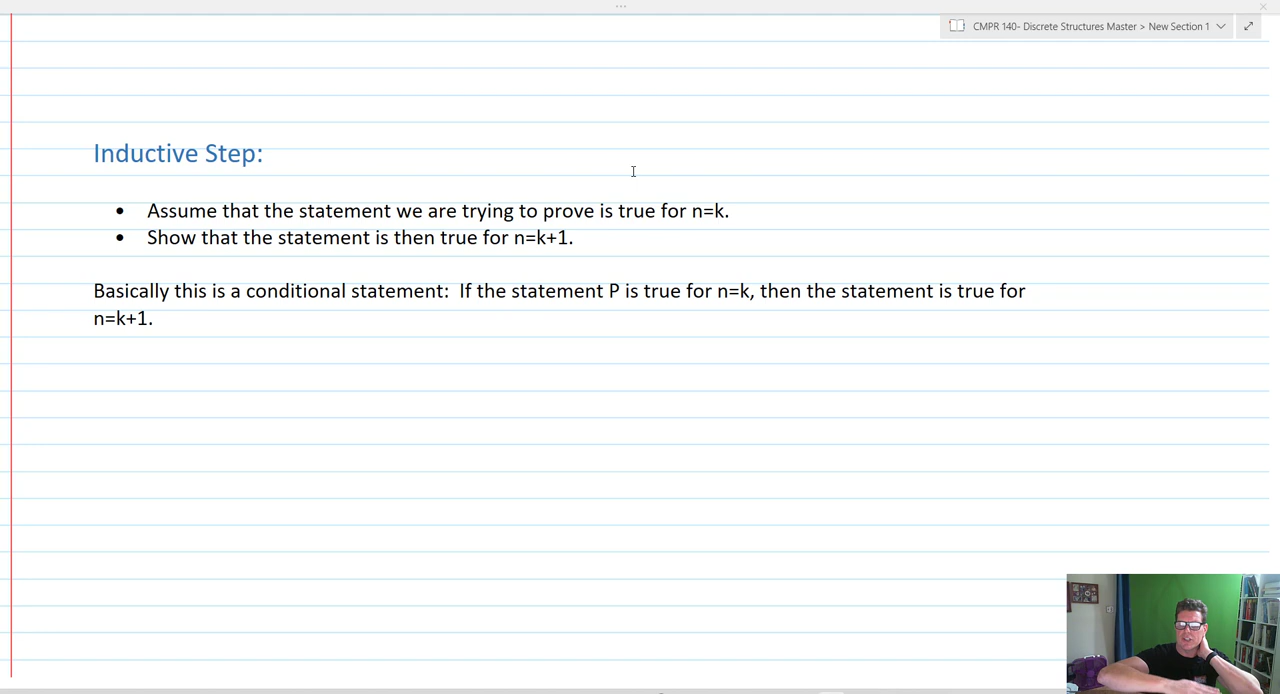 CMPR 140- Discrete Structures Master > New Section 1
Inductive Step:
• Assume that the statement we are trying to prove is true for n=k.
• Show that the statement is then true for n=k+1.
Basically this is a conditional statement:  If the statement P is true for n=k, then the statement is true for
n=k+1.